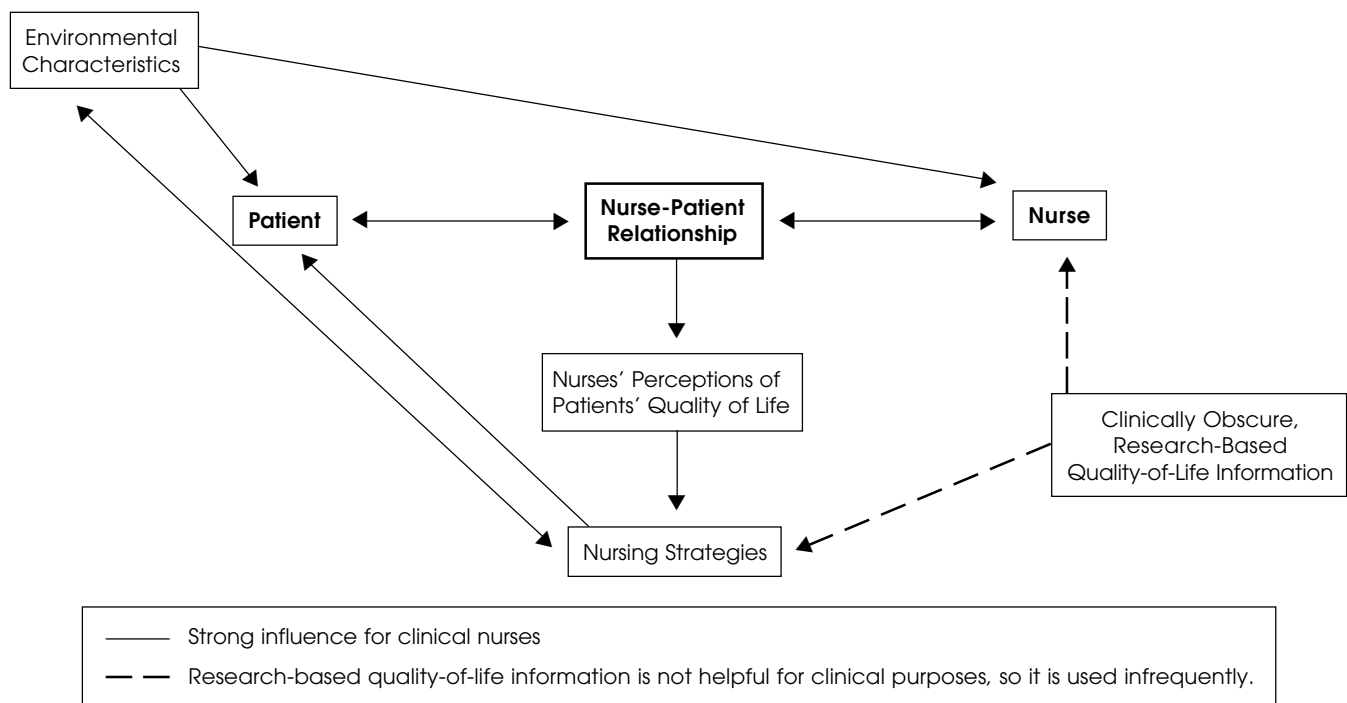 Environmental
Characteristics
Patient
Nurse-Patient
Relationship
Nurse
Nurses’ Perceptions of
Patients’ Quality of Life
Clinically Obscure,
Research-Based
Quality-of-Life Information
Nursing Strategies
Strong influence for clinical nurses
Research-based quality-of-life information is not helpful for clinical purposes, so it is used infrequently.